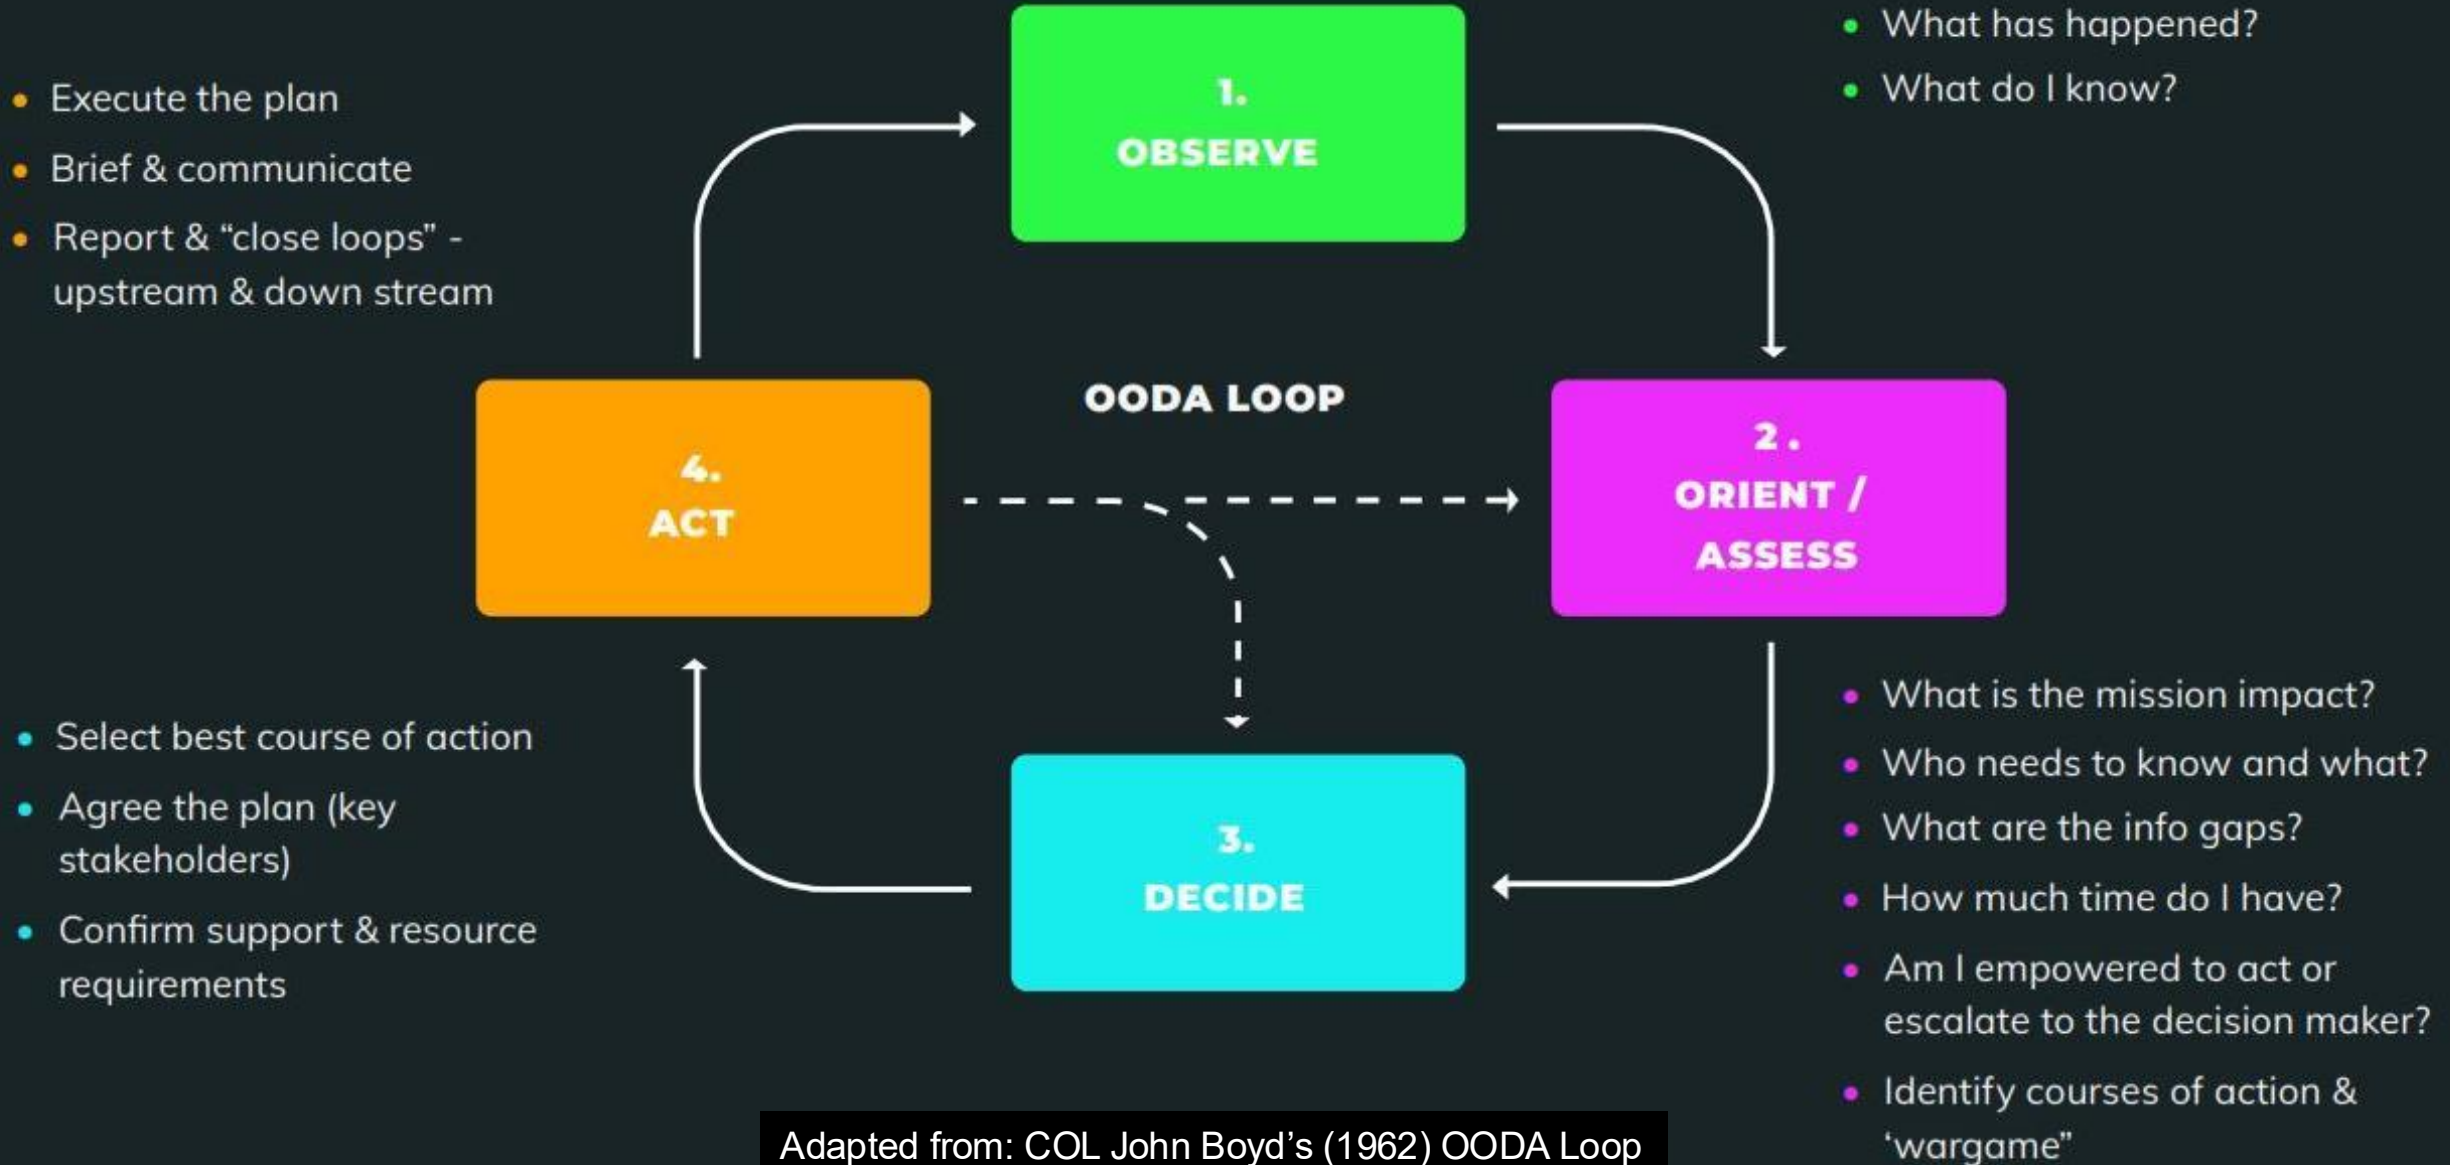 1.
OBSERVE
What has happened?
What do I know?
Execute the plan
Brief & communicate
Report & “close loops” -
upstream & down stream
OODA LOOP
4.
ACT
2 .
ORIENT /
ASSESS
What is the mission impact?
Who needs to know and what?
What are the info gaps?
How much time do I have?
Am I empowered to act or
escalate to the decision maker?
Identify courses of action &
‘wargame”
3.
DECIDE
Select best course of action
Agree the plan (key
stakeholders)
Confirm support & resource
requirements
Adapted from: COL John Boyd’s (1962) OODA Loop